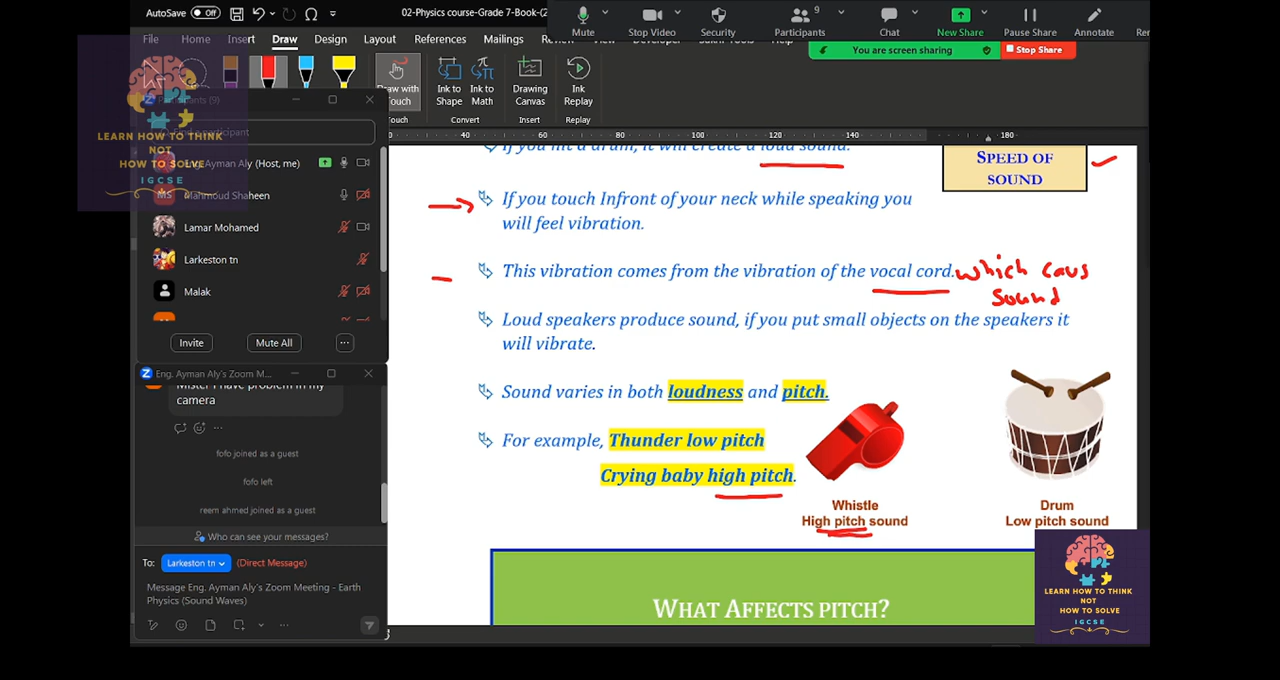 AutoSave
Off
02-Physics course-Grade 7-Book-(2
Mute
Stop Video
Security
9
Participants
Chat
New Share
Pause Share
Annotate
You are screen sharing
Stop Share
File
Home
Insert
Draw
Design
Layout
References
Mailings
Draw with
Touch
Ink to
Shape
Ink to
Math
Drawing
Canvas
Ink
Replay
Touch
Convert
Insert
Replay
Participants (9)
LEARN HOW TO THINK
NOT
HOW TO SOLVE
IGCSE
Ayman Aly (Host, me)
Mahmoud Shaheen
Lamar Mohamed
Larkeston tn
Malak
Invite
Mute All
...
Eng. Ayman Aly's Zoom M...
Mister I have problem in my
camera
fofo joined as a guest
fofo left
reem ahmed joined as a guest
Who can see your messages?
To: Larkeston tn (Direct Message)
Message Eng. Ayman Aly's Zoom Meeting - Earth
Physics (Sound Waves)
40 60 80 100 120 140 180
If you hit a drum, it will create a loud sound.
SPEED OF
SOUND
If you touch Infront of your neck while speaking you
will feel vibration.
This vibration comes from the vibration of the vocal cord. which caus
sound
Loud speakers produce sound, if you put small objects on the speakers it
will vibrate.
Sound varies in both loudness and pitch.
For example, Thunder low pitch
Crying baby high pitch.
Whistle
High pitch sound
Drum
Low pitch sound
WHAT AFFECTS PITCH?
LEARN HOW TO THINK
NOT
HOW TO SOLVE
IGCSE